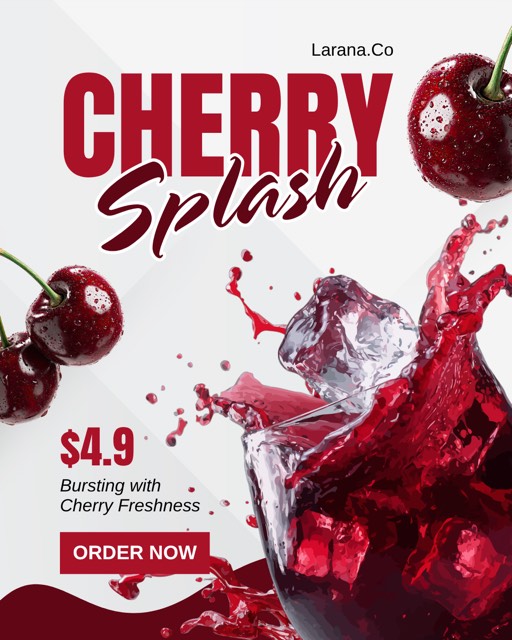 Larana.Co
CHERRY
Splash
$4.9
Bursting with
Cherry Freshness
ORDER NOW